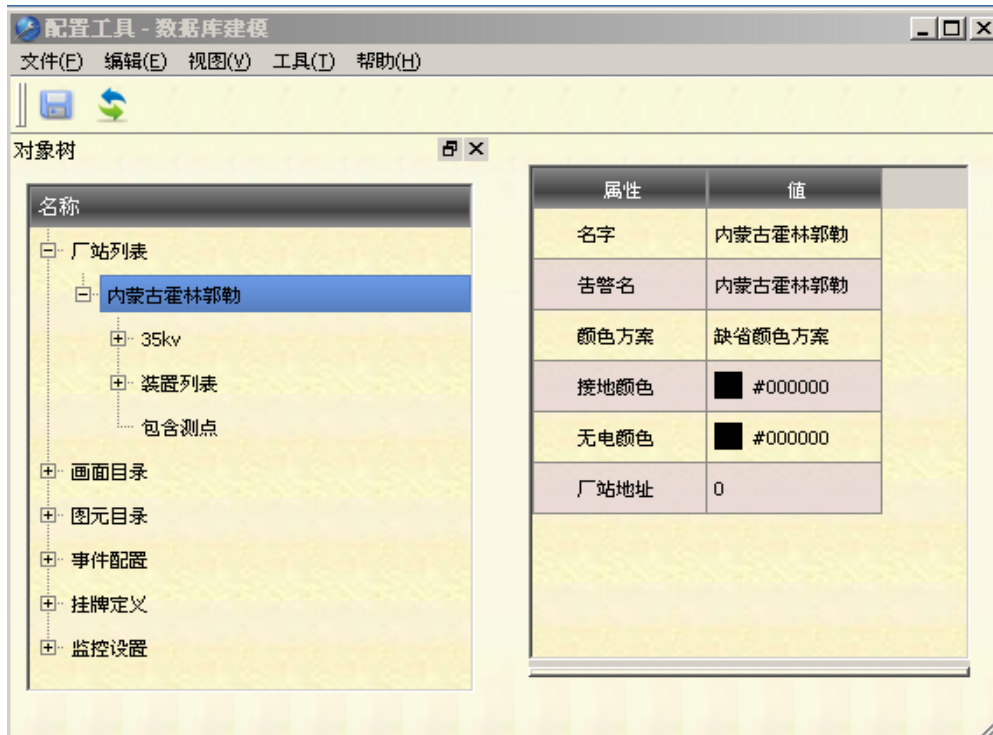 配置工具 - 数据库建模
文件(F) 编辑(E) 视图(V) 工具(T) 帮助(H)
对象树
名称
厂站列表
内蒙古霍林郭勒
35kv
装置列表
包含测点
画面目录
图元目录
事件配置
挂牌定义
监控设置
属性 值
名字 内蒙古霍林郭勒
告警名 内蒙古霍林郭勒
颜色方案 缺省颜色方案
接地颜色 #000000
无电颜色 #000000
厂站地址 0